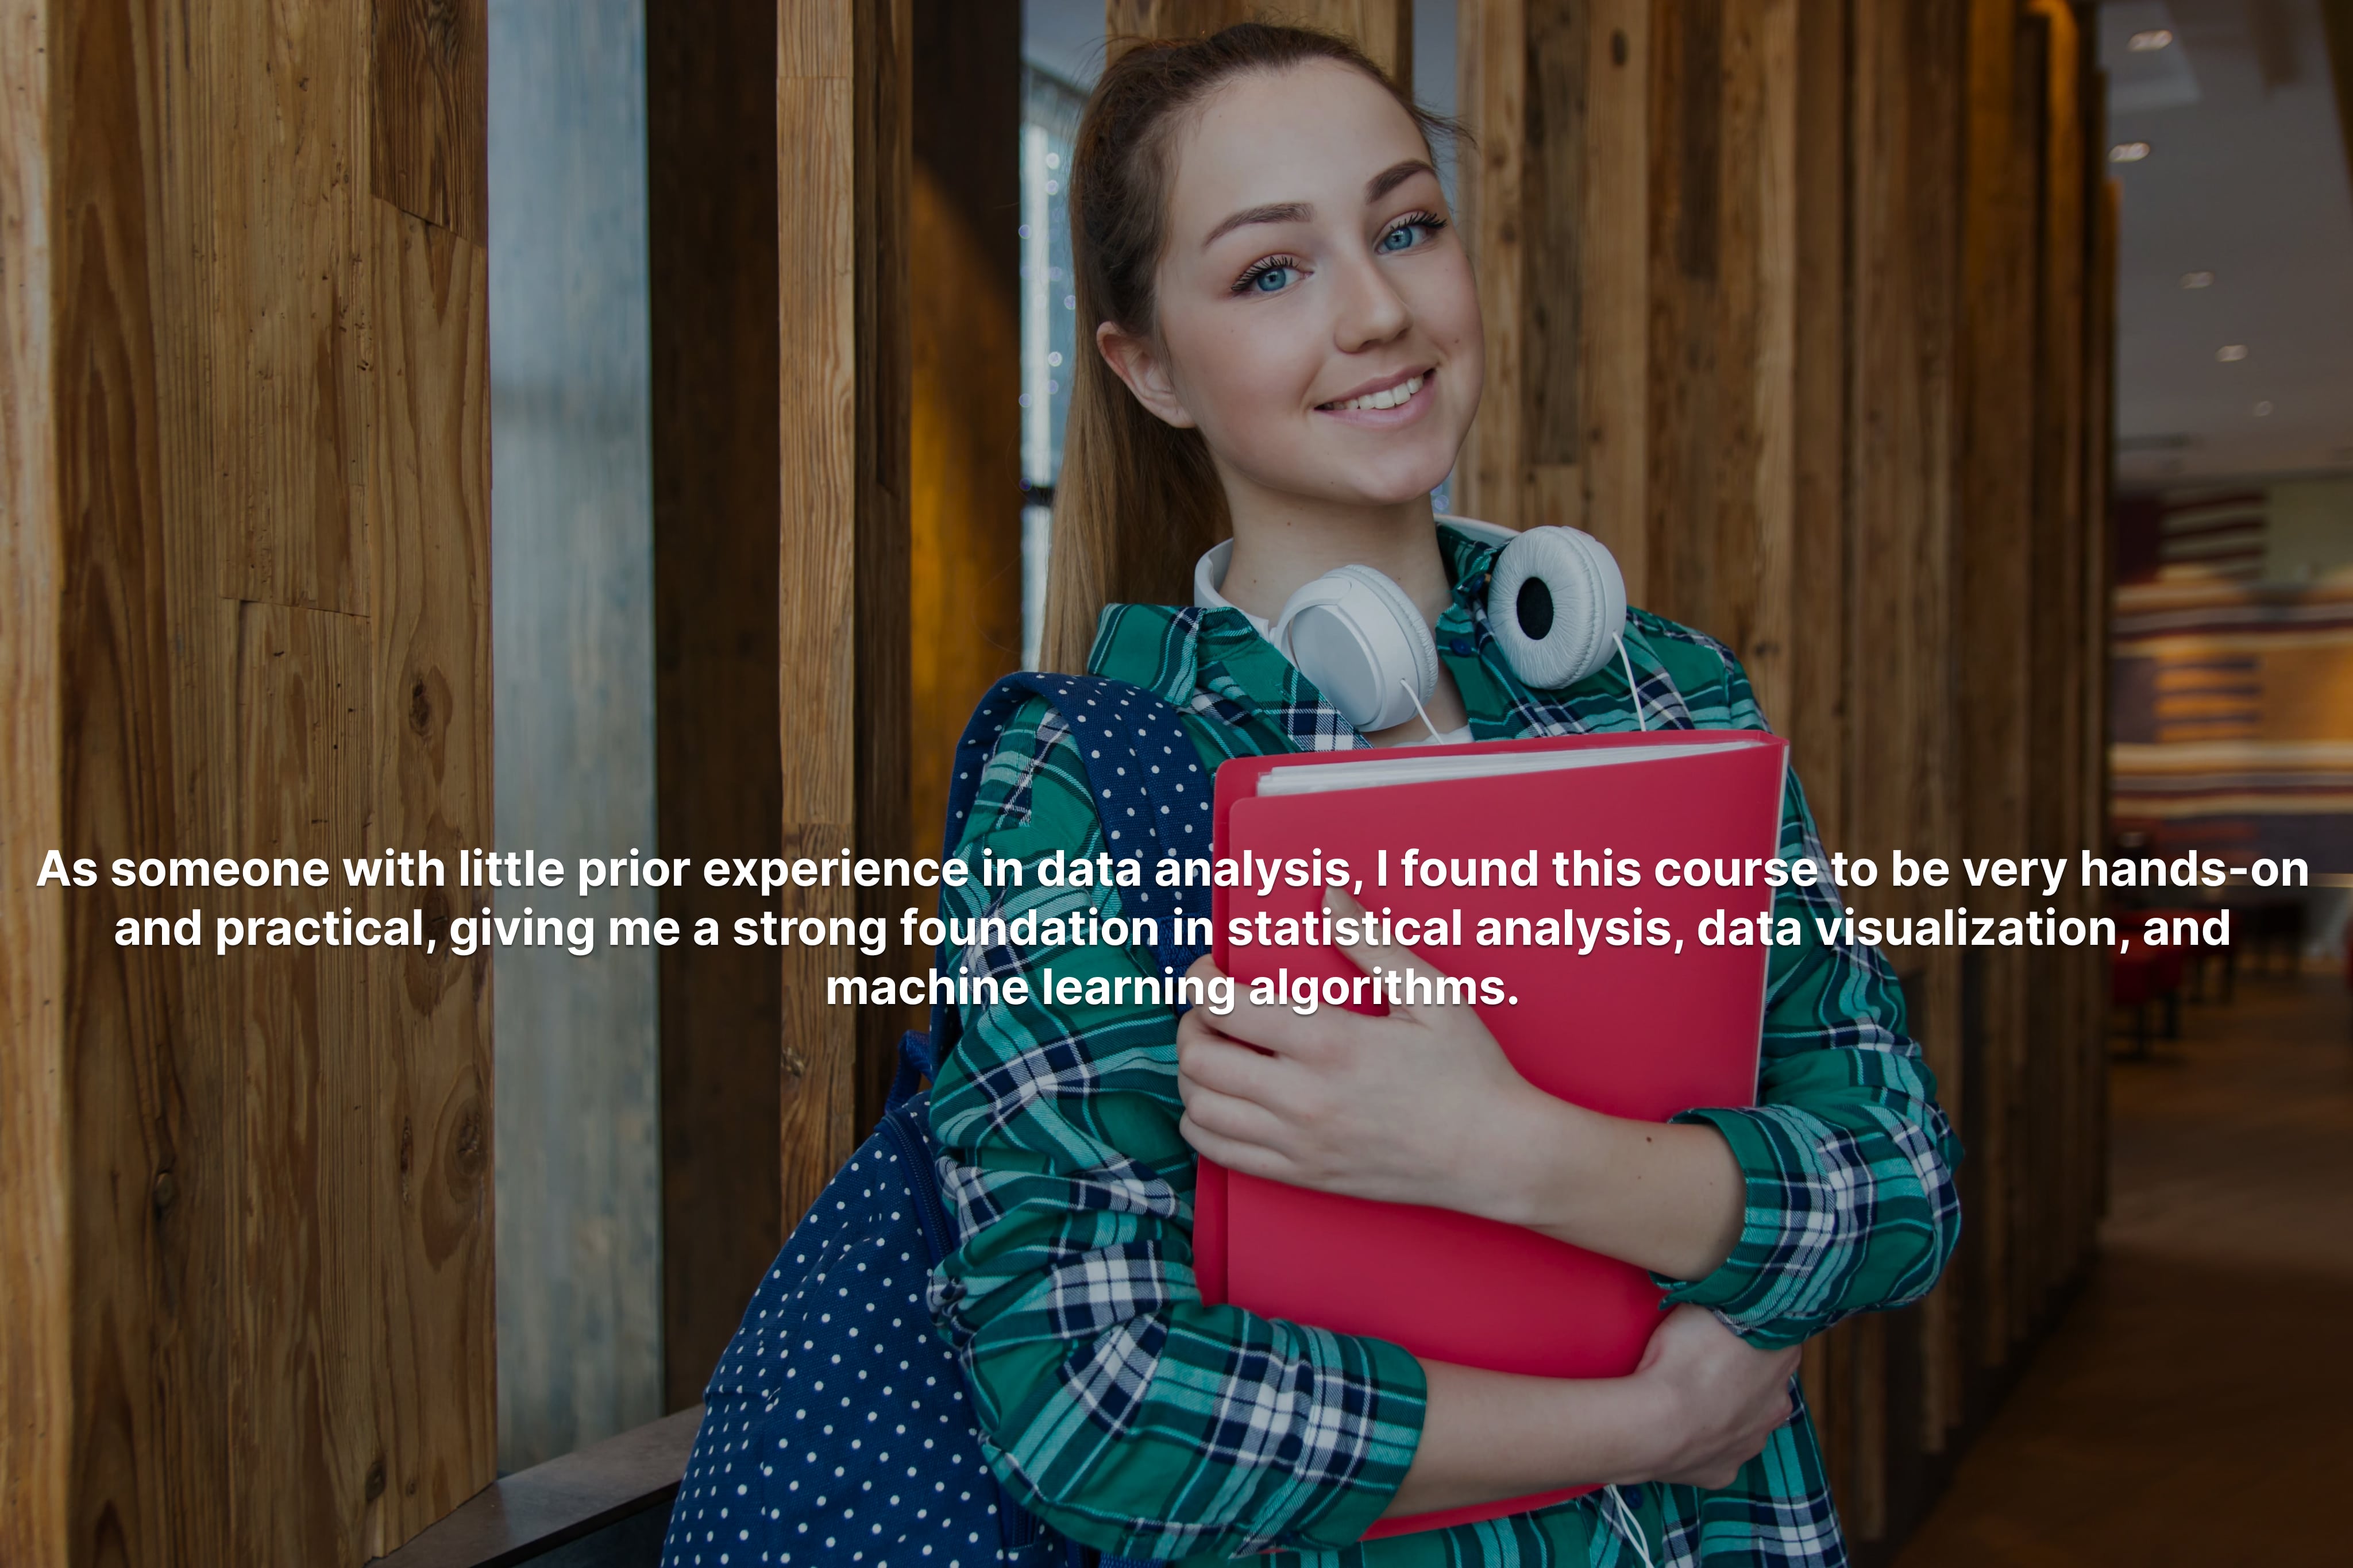 As someone with little prior experience in data analysis, I found this course to be very hands-on
and practical, giving me a strong foundation in statistical analysis, data visualization, and
machine learning algorithms.